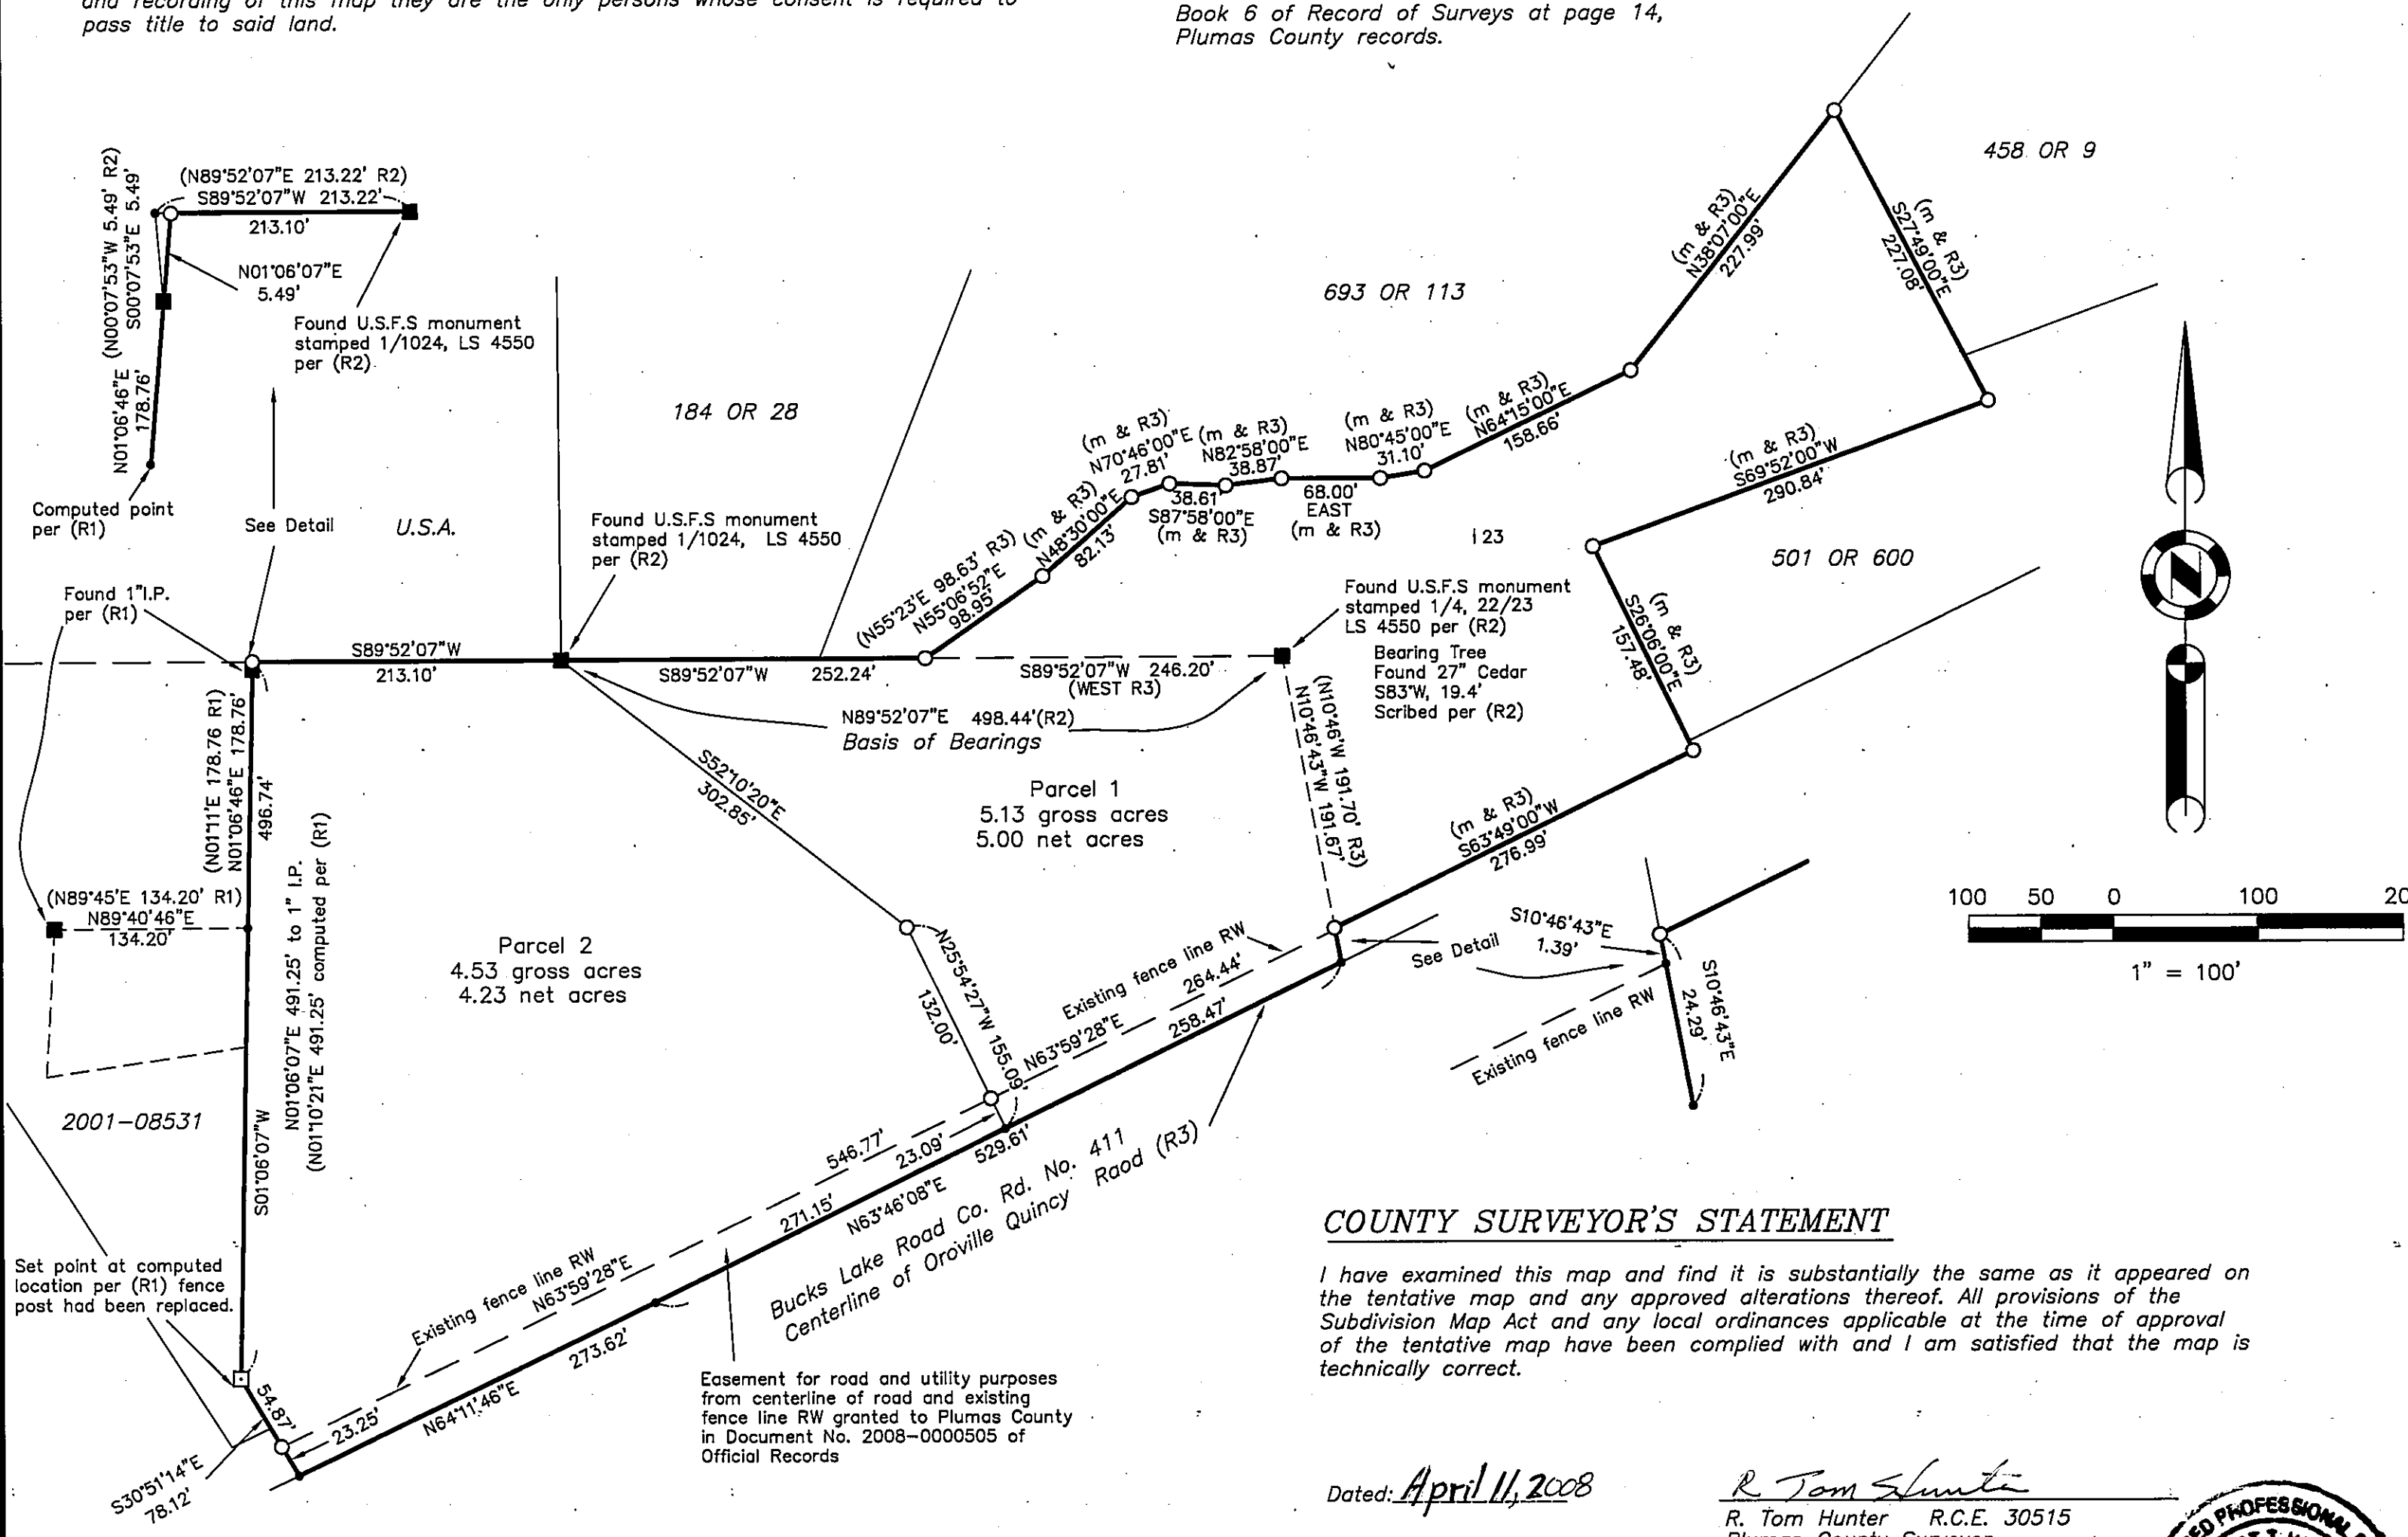 and recording of this map they are the only persons whose consent is required to
pass title to said land.
Book 6 of Record of Surveys at page 14,
Plumas County records.
(N89°52'07"E 213.22' R2)
S89°52'07"W 213.22'
213.10'
(N00°07'53"W 5.49' R2)
S00°07'53"E 5.49'
N01°06'07"E
5.49'
N01°06'46"E
178.76'
Found U.S.F.S monument
stamped 1/1024, LS 4550
per (R2)
Computed point
per (R1)
See Detail
U.S.A.
184 OR 28
693 OR 113
458 OR 9
(m & R3)
N38°07'00"E
227.99'
(m & R3)
S27°49'00"E
227.08'
Found U.S.F.S monument
stamped 1/1024, LS 4550
per (R2)
(N55°23'E 98.63' R3)
N55°06'52"E
98.95'
(m & R3)
N48°30'00"E
82.13'
(m & R3)
N70°46'00"E
27.81'
38.61'
S87°58'00"E
(m & R3)
(m & R3)
N82°58'00"E
38.87'
68.00'
EAST
(m & R3)
(m & R3)
N80°45'00"E
31.10'
(m & R3)
N64°15'00"E
158.66'
(m & R3)
S69°52'00"W
290.84'
23
501 OR 600
(m & R3)
S26°06'00"E
157.48'
Found U.S.F.S monument
stamped 1/4, 22/23
LS 4550 per (R2)
Bearing Tree
Found 27" Cedar
S83°W, 19.4'
Scribed per (R2)
Found 1"I.P.
per (R1)
S89°52'07"W
213.10'
S89°52'07"W 252.24'
S89°52'07"W 246.20'
(WEST R3)
N89°52'07"E 498.44'(R2)
Basis of Bearings
(N10°46'W 191.70' R3)
N10°46'43"W 191.67'
S52°10'20"E
302.85'
Parcel 1
5.13 gross acres
5.00 net acres
(m & R3)
S63°49'00"W
276.99'
(N01°11'E 178.76 R1)
N01°06'46"E 178.76'
496.74'
N01°06'07"E 491.25' to 1" I.P.
(N01°10'21"E 491.25' computed per (R1)
S01°06'07"W
(N89°45'E 134.20' R1)
N89°40'46"E
134.20'
Parcel 2
4.53 gross acres
4.23 net acres
N25°54'27"W 155.09'
132.00'
Existing fence line RW
264.44'
N63°59'28"E
258.47'
See Detail
S10°46'43"E
1.39'
S10°46'43"E
24.29'
Existing fence line RW
N
100 50 0 100 20
1" = 100'
2001-08531
546.77'
23.09'
529.61'
271.15'
N63°46'08"E
Bucks Lake Road Co. Rd. No. 411
Centerline of Oroville Quincy Raod (R3)
Set point at computed
location per (R1) fence
post had been replaced.
Existing fence line RW
N63°59'28"E
273.62'
N64°11'46"E
54.87'
23.25'
S30°51'14"E
78.12'
Easement for road and utility purposes
from centerline of road and existing
fence line RW granted to Plumas County
in Document No. 2008-0000505 of
Official Records
COUNTY SURVEYOR'S STATEMENT
I have examined this map and find it is substantially the same as it appeared on
the tentative map and any approved alterations thereof. All provisions of the
Subdivision Map Act and any local ordinances applicable at the time of approval
of the tentative map have been complied with and I am satisfied that the map is
technically correct.
Dated: April 11, 2008
R Tom Hunter
R. Tom Hunter R.C.E. 30515
Plumas County Surveyor
PROFESSIONAL